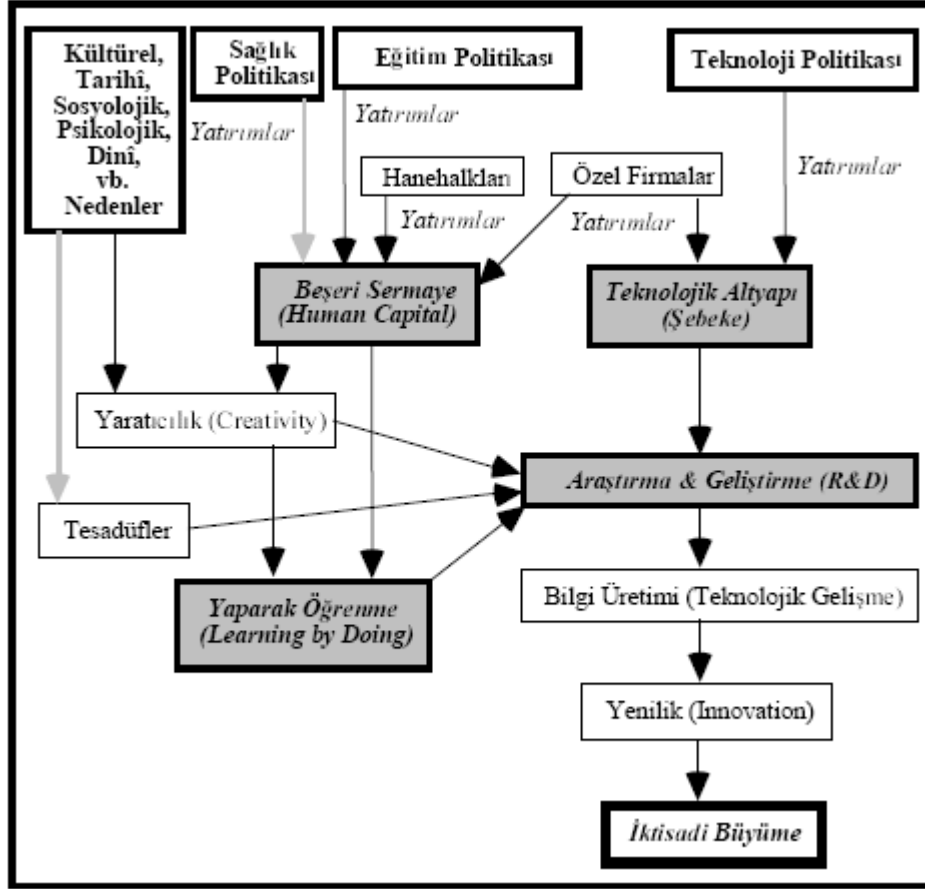 Kültürel,
Tarihî,
Sosyolojik,
Psikolojik,
Dinî,
vb.
Nedenler
Sağlık
Politikası
Eğitim Politikası
Teknoloji Politikası
Yatırımlar
Yatırımlar
Yatırımlar
Hanehalkları
Özel Firmalar
Yatırımlar
Yatırımlar
Beşeri Sermaye
(Human Capital)
Teknolojik Altyapı
(Şebeke)
Yaratıcılık (Creativity)
Araştırma & Geliştirme (R&D)
Tesadüfler
Yaparak Öğrenme
(Learning by Doing)
Bilgi Üretimi (Teknolojik Gelişme)
Yenilik (Innovation)
İktisadi Büyüme